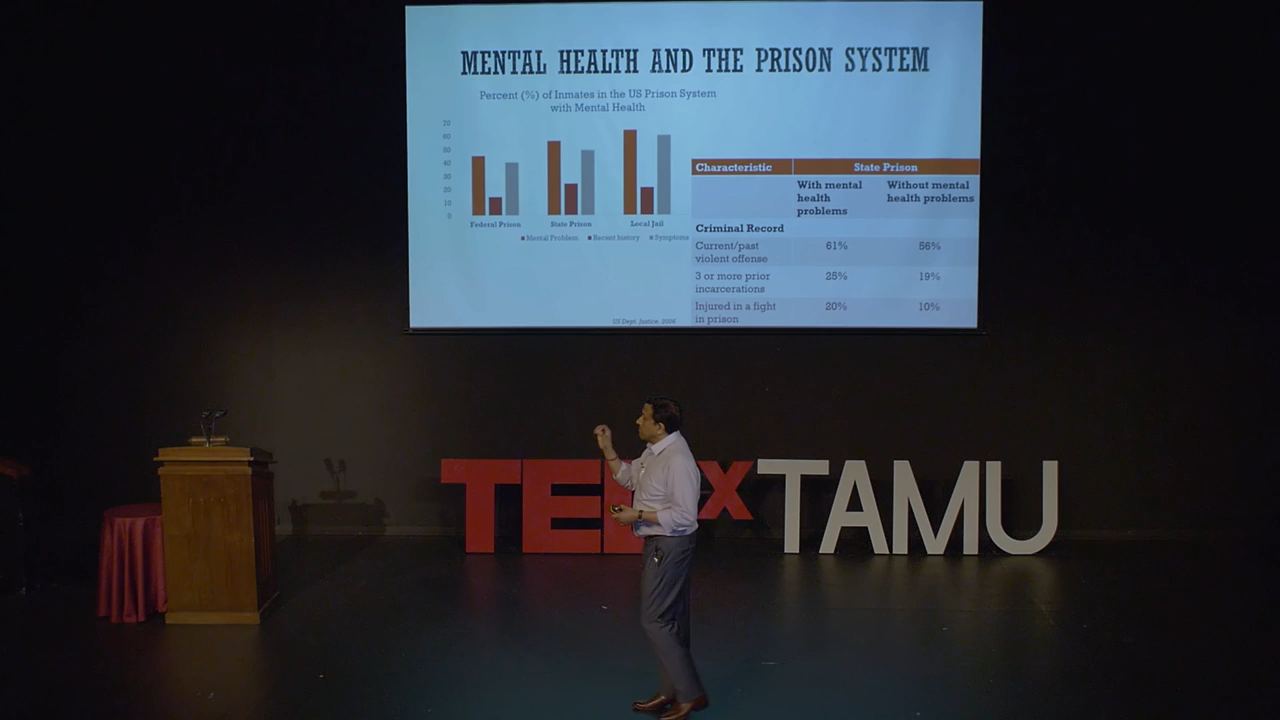 MENTAL HEALTH AND THE PRISON SYSTEM
Percent (%) of Inmates in the US Prison System
with Mental Health
70
60
50
40
30
20
10
0
Federal Prison State Prison Local Jail
Mental Problem Recent history Symptoms
Characteristic State Prison
With mental
health
problems
Without mental
health problems
Criminal Record
Current/past
violent offense
61% 56%
3 or more prior
incarcerations
25% 19%
Injured in a fight
in prison
20% 10%
US Dept. Justice, 2006
TEDxTAMU